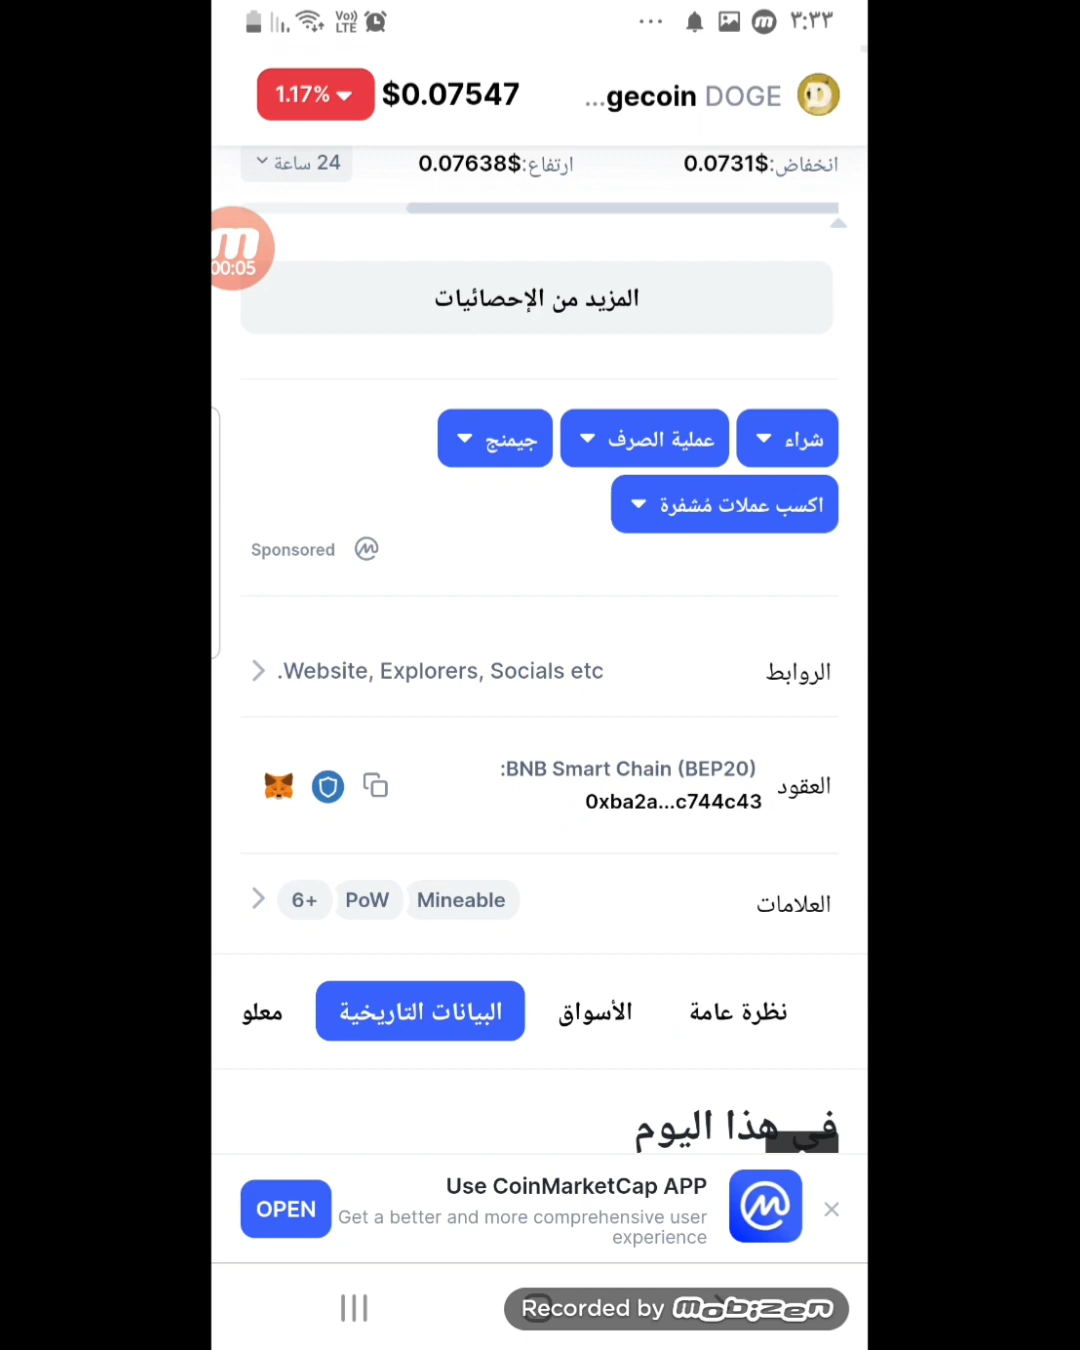 ٣:٣٣
Vo)) LTE
...gecoin DOGE $0.07547 1.17%
انخفاض:$0.0731 ارتفاع:$0.07638 24 ساعة
00:05
المزيد من الإحصائيات
شراء عملية الصرف جيمنج
اكسب عملات مُشفرة
Sponsored
الروابط Website, Explorers, Socials etc.
BNB Smart Chain (BEP20):
العقود 0xba2a...c744c43
العلامات Mineable PoW 6+
نظرة عامة الأسواق البيانات التاريخية معلو
في هذا اليوم
Use CoinMarketCap APP
Get a better and more comprehensive user
experience
OPEN
Recorded by mobizen